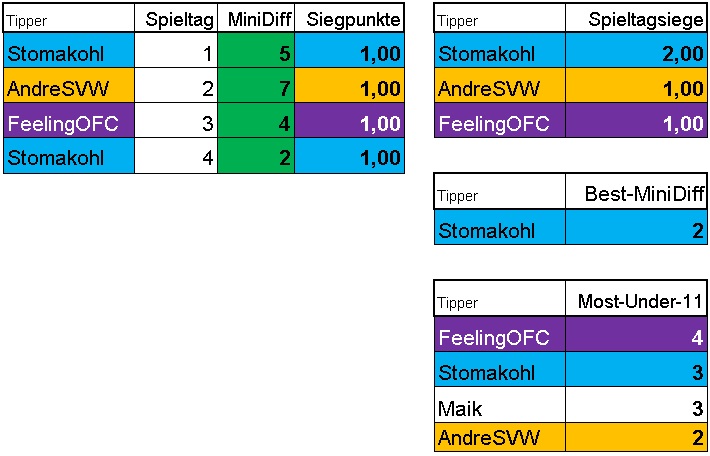 Tipper Spieltag MiniDiff Siegpunkte
Stomakohl 1 5 1,00
AndreSVW 2 7 1,00
FeelingOFC 3 4 1,00
Stomakohl 4 2 1,00
Tipper Spieltagsiege
Stomakohl 2,00
AndreSVW 1,00
FeelingOFC 1,00
Tipper Best-MiniDiff
Stomakohl 2
Tipper Most-Under-11
FeelingOFC 4
Stomakohl 3
Maik 3
AndreSVW 2